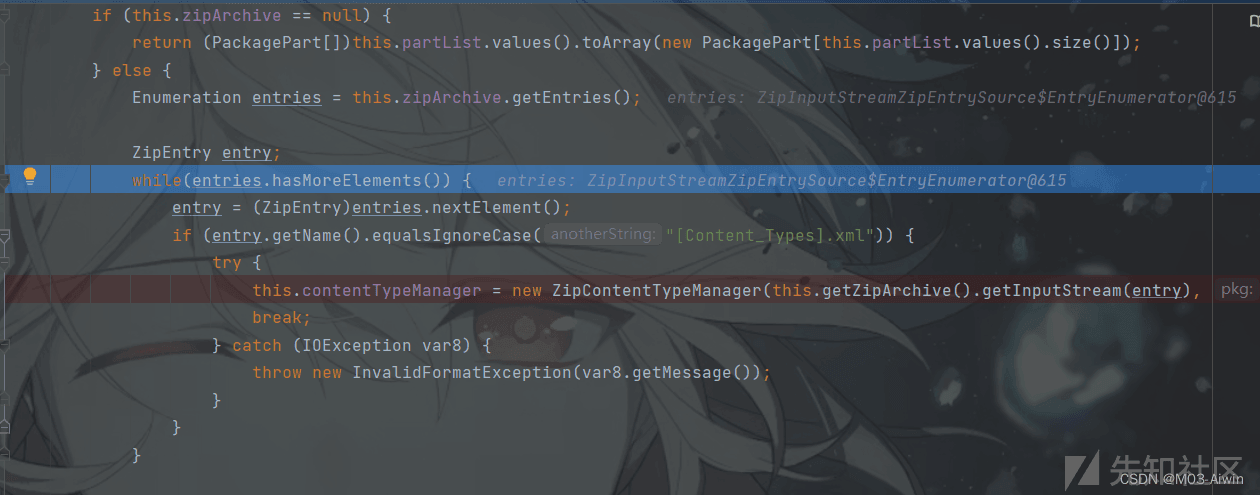 if (this.zipArchive == null) {
return (PackagePart[])this.partList.values().toArray(new PackagePart[this.partList.values().size()]);
} else {
Enumeration entries = this.zipArchive.getEntries(); entries: ZipInputStreamZipEntrySource$EntryEnumerator@615
ZipEntry entry;
while(entries.hasMoreElements()) { entries: ZipInputStreamZipEntrySource$EntryEnumerator@615
entry = (ZipEntry)entries.nextElement();
if (entry.getName().equalsIgnoreCase( anotherString: "[Content_Types].xml")) {
try {
this.contentTypeManager = new ZipContentTypeManager(this.getZipArchive().getInputStream(entry), pkg:
break;
} catch (IOException var8) {
throw new InvalidFormatException(var8.getMessage());
}
}
}
先知社区
CSDN @M03-Aiwin